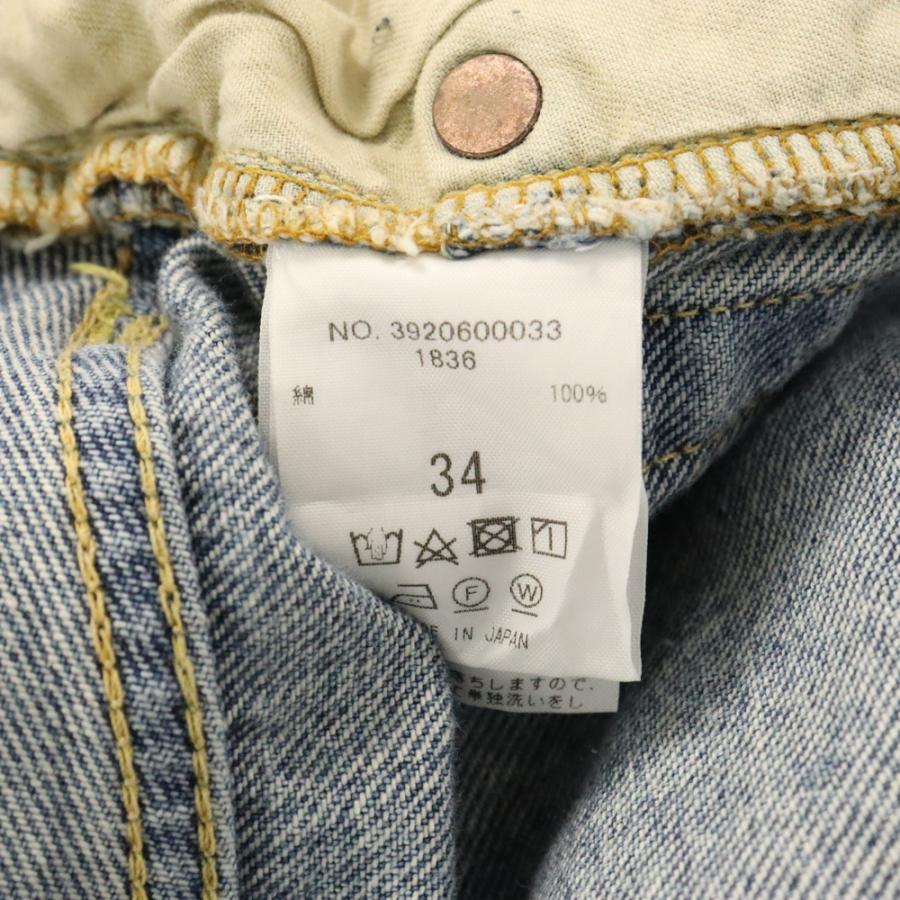 NO. 3920600033
1836
綿 100%
34
F W
IN JAPAN
ちしますので、
て単独洗いをし